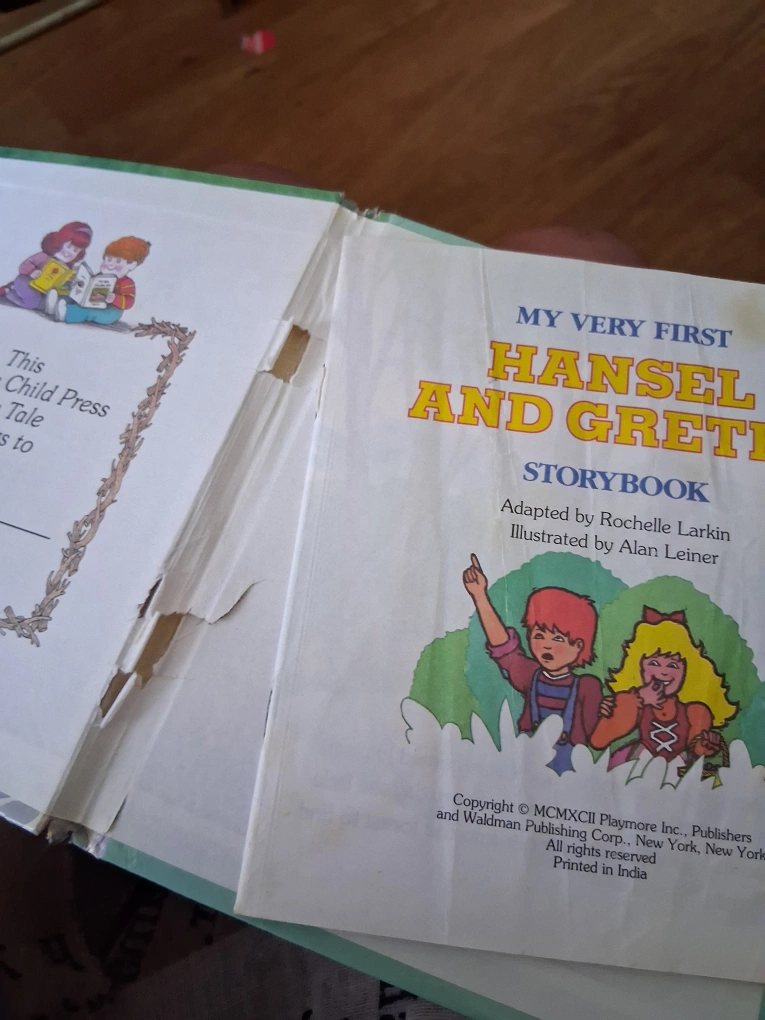 This
Child Press
Tale
s to
MY VERY FIRST
HANSEL
AND GRETE
STORYBOOK
Adapted by Rochelle Larkin
Illustrated by Alan Leiner
Copyright © MCMXCII Playmore Inc., Publishers
and Waldman Publishing Corp., New York, New York
All rights reserved
Printed in India